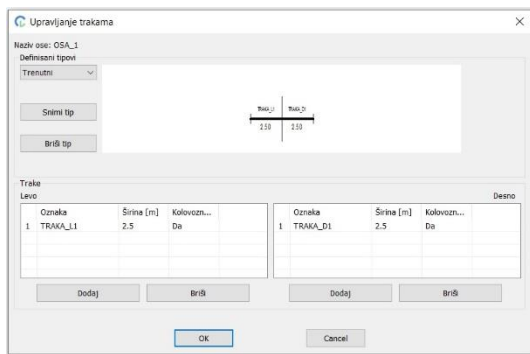 Upravljanje trakama
Naziv ose: OSA_1
Definisani tipovi
Trenutni
Snimi tip
Briši tip
TRAKA_L1 TRAKA_D1
2.50 2.50
Trake
Levo Desno
Oznaka Širina [m] Kolovozn... Oznaka Širina [m] Kolovozn...
1 TRAKA_L1 2.5 Da 1 TRAKA_D1 2.5 Da
Dodaj Briši Dodaj Briši
OK Cancel